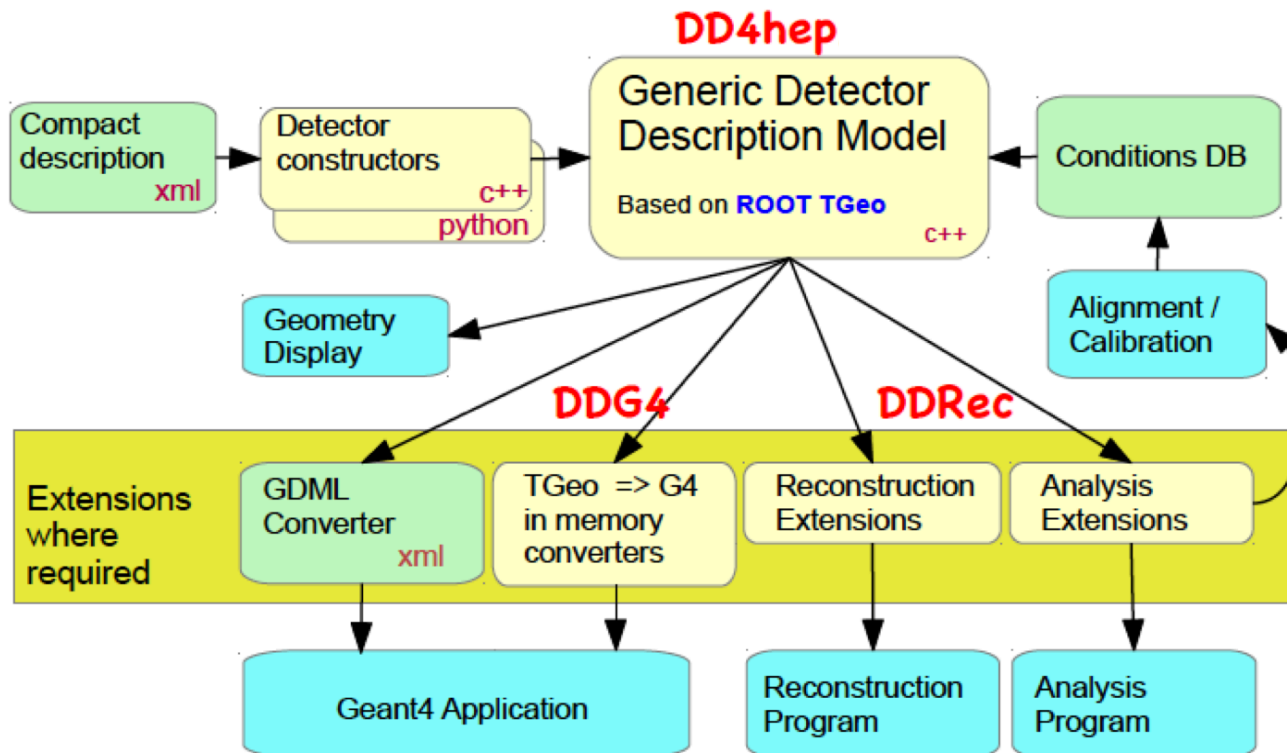 DD4hep
Compact
description
xml
Detector
constructors
c++
python
Generic Detector
Description Model
Based on ROOT TGeo
c++
Conditions DB
Geometry
Display
Alignment /
Calibration
DDG4
DDRec
Extensions
where
required
GDML
Converter
xml
TGeo => G4
in memory
converters
Reconstruction
Extensions
Analysis
Extensions
Geant4 Application
Reconstruction
Program
Analysis
Program